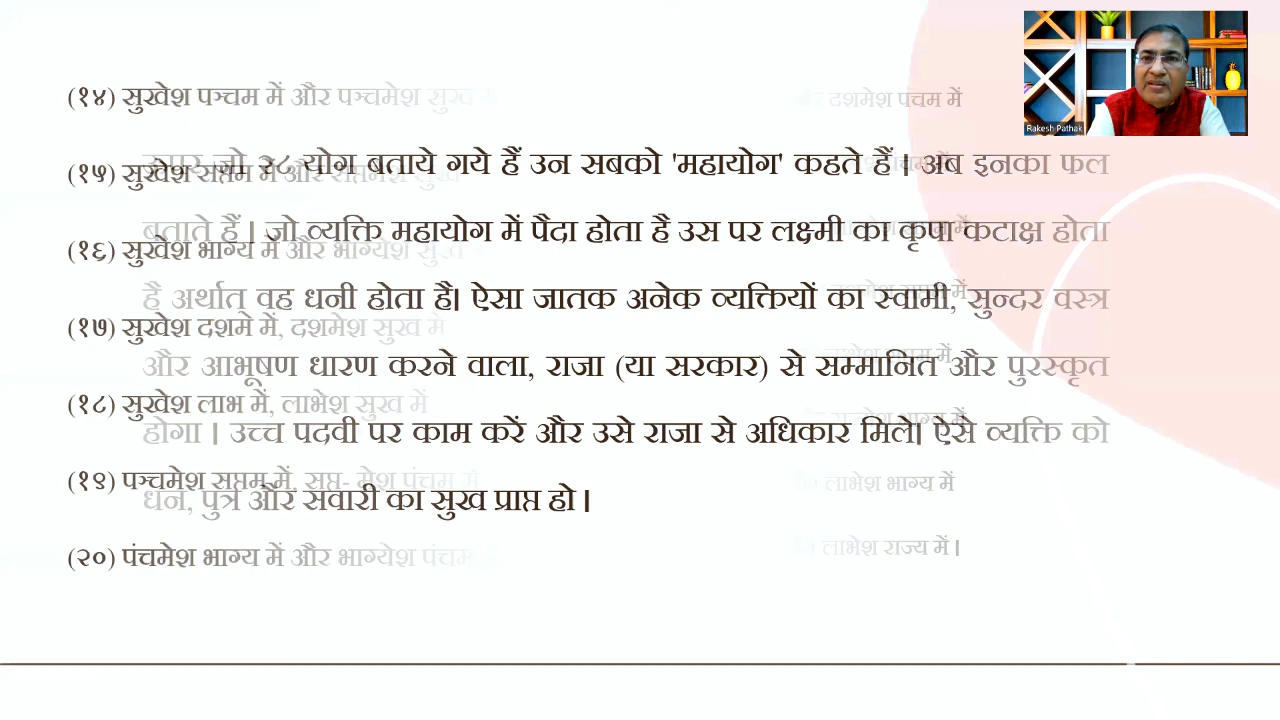 (१४) सुखेश पञ्चम में और पञ्चमेश सुख
दशमेश पंचम में
ऊपर जो २८ योग बताये गये हैं उन सबको 'महायोग' कहते हैं | अब इनका फल
(१५) सुखेश सप्तम में और सप्तमेश सुख
बताते हैं | जो व्यक्ति महायोग में पैदा होता है उस पर लक्ष्मी का कृपा कटाक्ष होता
(१६) सुखेश भाग्य में और भाग्येश सुख
है अर्थात् वह धनी होता है| ऐसा जातक अनेक व्यक्तियों का स्वामी, सुन्दर वस्त्र
(१७) सुखेश दशमे में, दशमेश सुख में
और आभूषण धारण करने वाला, राजा (या सरकार) से सम्मानित और पुरस्कृत
(१८) सुखेश लाभ में, लाभेश सुख में
होगा | उच्च पदवी पर काम करें और उसे राजा से अधिकार मिले| ऐसे व्यक्ति को
(१९) पञ्चमेश सप्तम में, सप्त- मेश पंचम में
लाभेश भाग्य में
धन, पुत्र और सवारी का सुख प्राप्त हो |
(२०) पंचमेश भाग्य में और भाग्येश पंचम
लाभेश राज्य में |
Rakesh Pathak